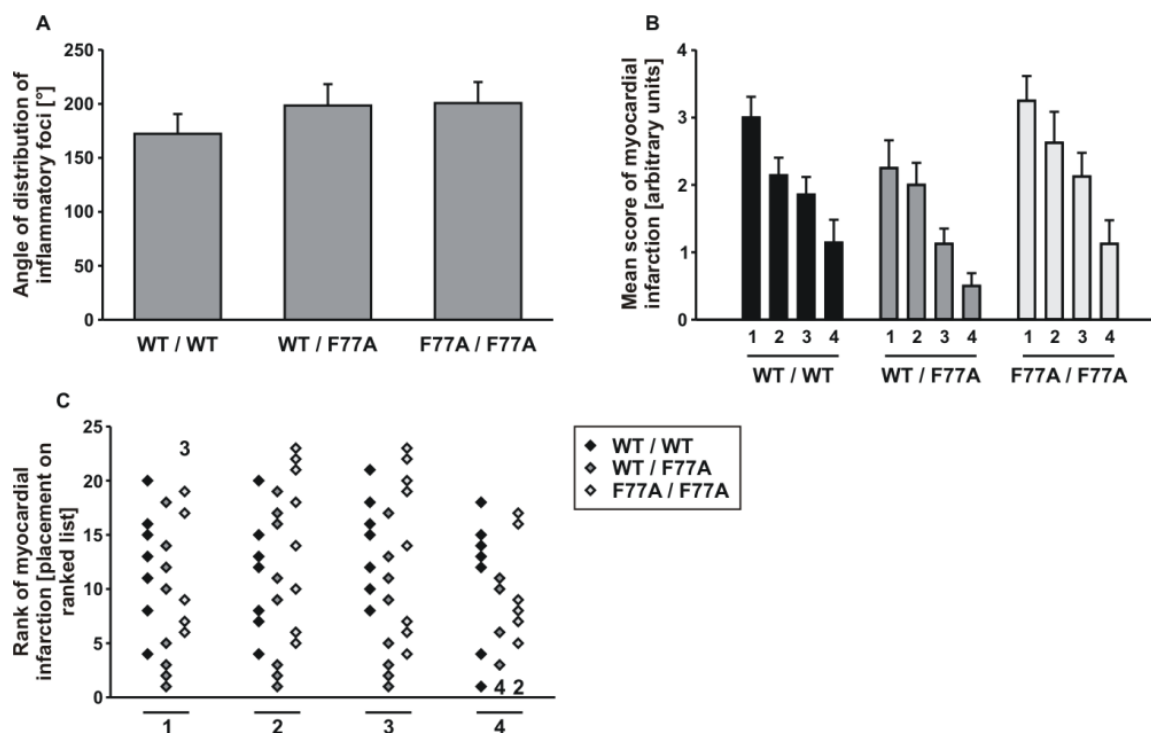 A
Angle of distribution of
inflammatory foci [°]
250
200
150
100
50
0
WT / WT
WT / F77A
F77A / F77A
B
Mean score of myocardial
infarction [arbitrary units]
4
3
2
1
0
1 2 3 4
1 2 3 4
1 2 3 4
WT / WT
WT / F77A
F77A / F77A
C
Rank of myocardial
infarction [placement on
ranked list]
25
20
15
10
5
0
3
4 2
1
2
3
4
WT / WT
WT / F77A
F77A / F77A